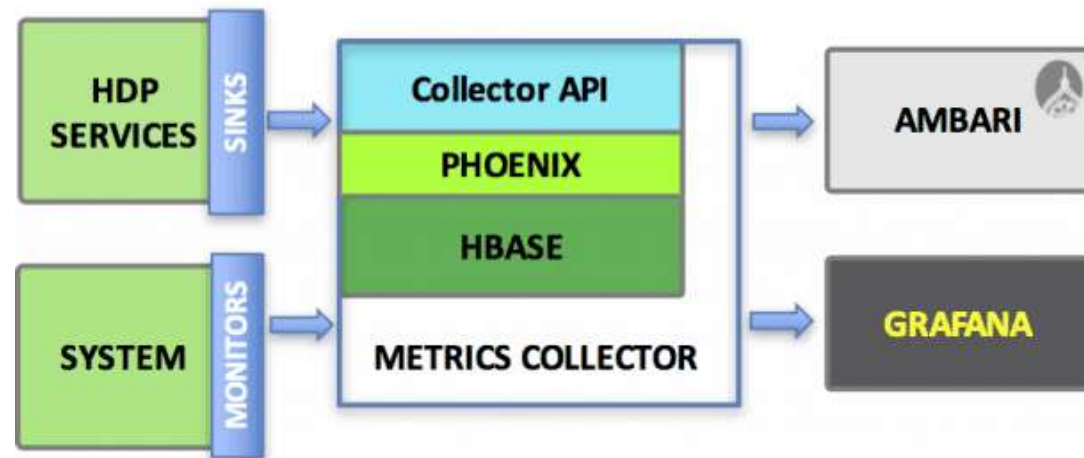 HDP
SERVICES
SINKS
Collector API
PHOENIX
HBASE
METRICS COLLECTOR
AMBARI
SYSTEM
MONITORS
GRAFANA